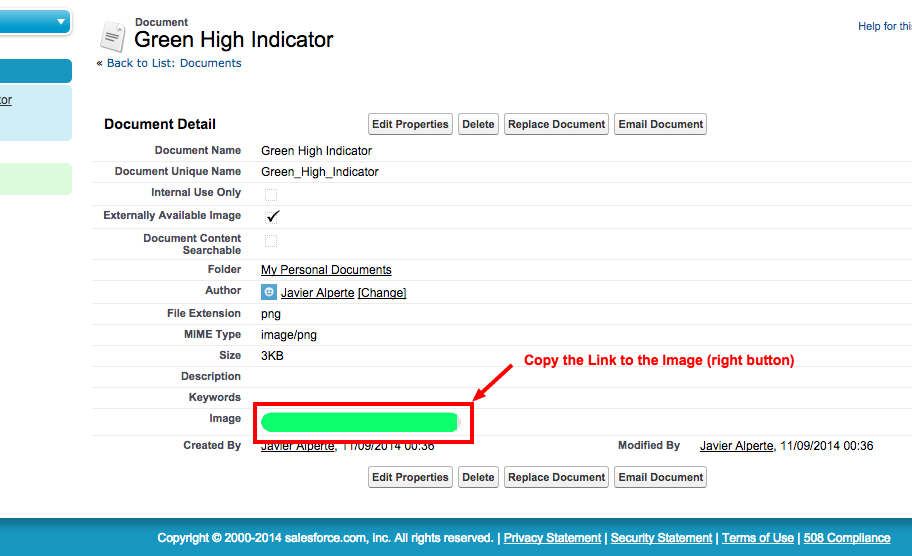 Document
Green High Indicator
Help for this
« Back to List: Documents
tor
Document Detail
Edit Properties Delete Replace Document Email Document
Document Name Green High Indicator
Document Unique Name Green_High_Indicator
Internal Use Only
Externally Available Image
Document Content
Searchable
Folder My Personal Documents
Author Javier Alperte [Change]
File Extension png
MIME Type image/png
Size 3KB
Copy the Link to the Image (right button)
Description
Keywords
Image
Created By Javier Alperte, 11/09/2014 00:36 Modified By Javier Alperte, 11/09/2014 00:36
Edit Properties Delete Replace Document Email Document
Copyright © 2000-2014 salesforce.com, inc. All rights reserved. | Privacy Statement | Security Statement | Terms of Use | 508 Compliance